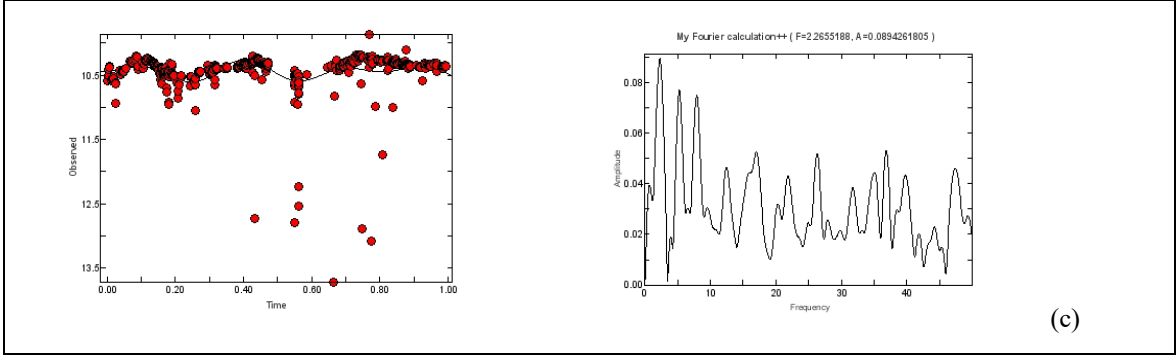 My Fourier calculation++ ( F=2.2655188, A=0.0894261805 )
10.5
11.5
12.5
13.5
Observed
0.00 0.20 0.40 0.60 0.80 1.00
Time
0.08
0.06
0.04
0.02
0.00
Amplitude
0 10 20 30 40
Frequency
(c)